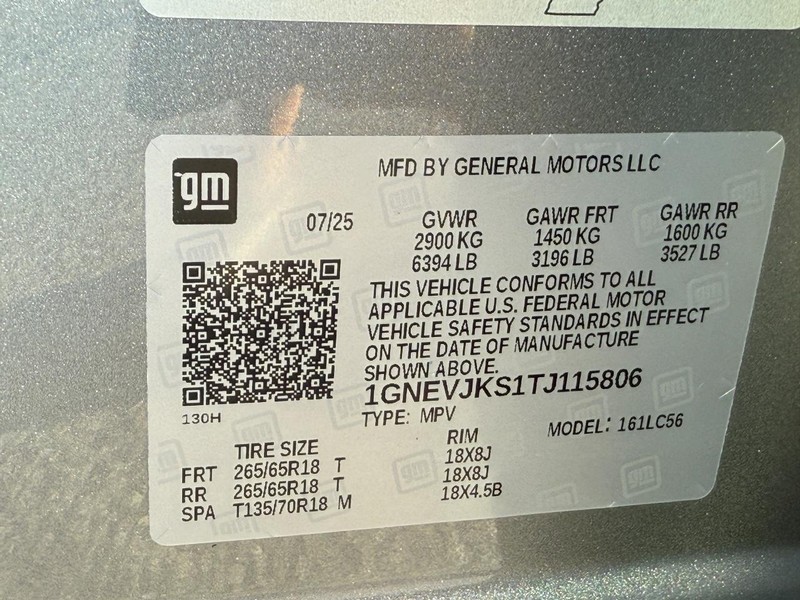 gm
MFD BY GENERAL MOTORS LLC
07/25 GVWR GAWR FRT GAWR RR
2900 KG 1450 KG 1600 KG
6394 LB 3196 LB 3527 LB
THIS VEHICLE CONFORMS TO ALL
APPLICABLE U.S. FEDERAL MOTOR
VEHICLE SAFETY STANDARDS IN EFFECT
ON THE DATE OF MANUFACTURE
SHOWN ABOVE.
1GNEVJKS1TJ115806
130H
TYPE: MPV MODEL: 161LC56
TIRE SIZE RIM
FRT 265/65R18 T 18X8J
RR 265/65R18 T 18X8J
SPA T135/70R18 M 18X4.5B